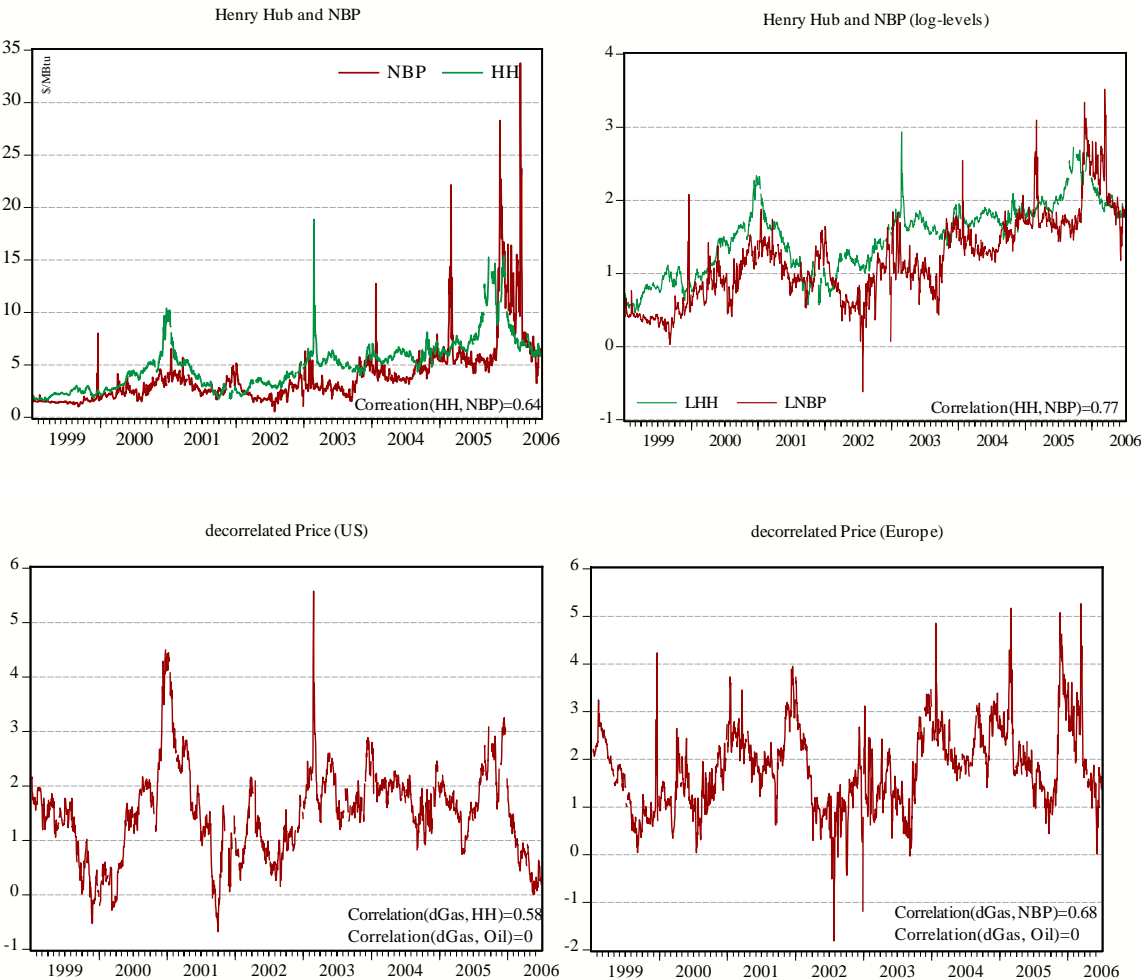 Henry Hub and NBP
35
30
25
20
15
10
5
0
$/MBtu
NBP HH
Correation(HH, NBP)=0.64
1999 2000 2001 2002 2003 2004 2005 2006
Henry Hub and NBP (log-levels)
4
3
2
1
0
-1
LHH LNBP
Correlation(HH, NBP)=0.77
1999 2000 2001 2002 2003 2004 2005 2006
decorrelated Price (US)
6
5
4
3
2
1
0
-1
Correlation(dGas, HH)=0.58
Correlation(dGas, Oil)=0
1999 2000 2001 2002 2003 2004 2005 2006
decorrelated Price (Europe)
6
5
4
3
2
1
0
-1
-2
Correlation(dGas, NBP)=0.68
Correlation(dGas, Oil)=0
1999 2000 2001 2002 2003 2004 2005 2006